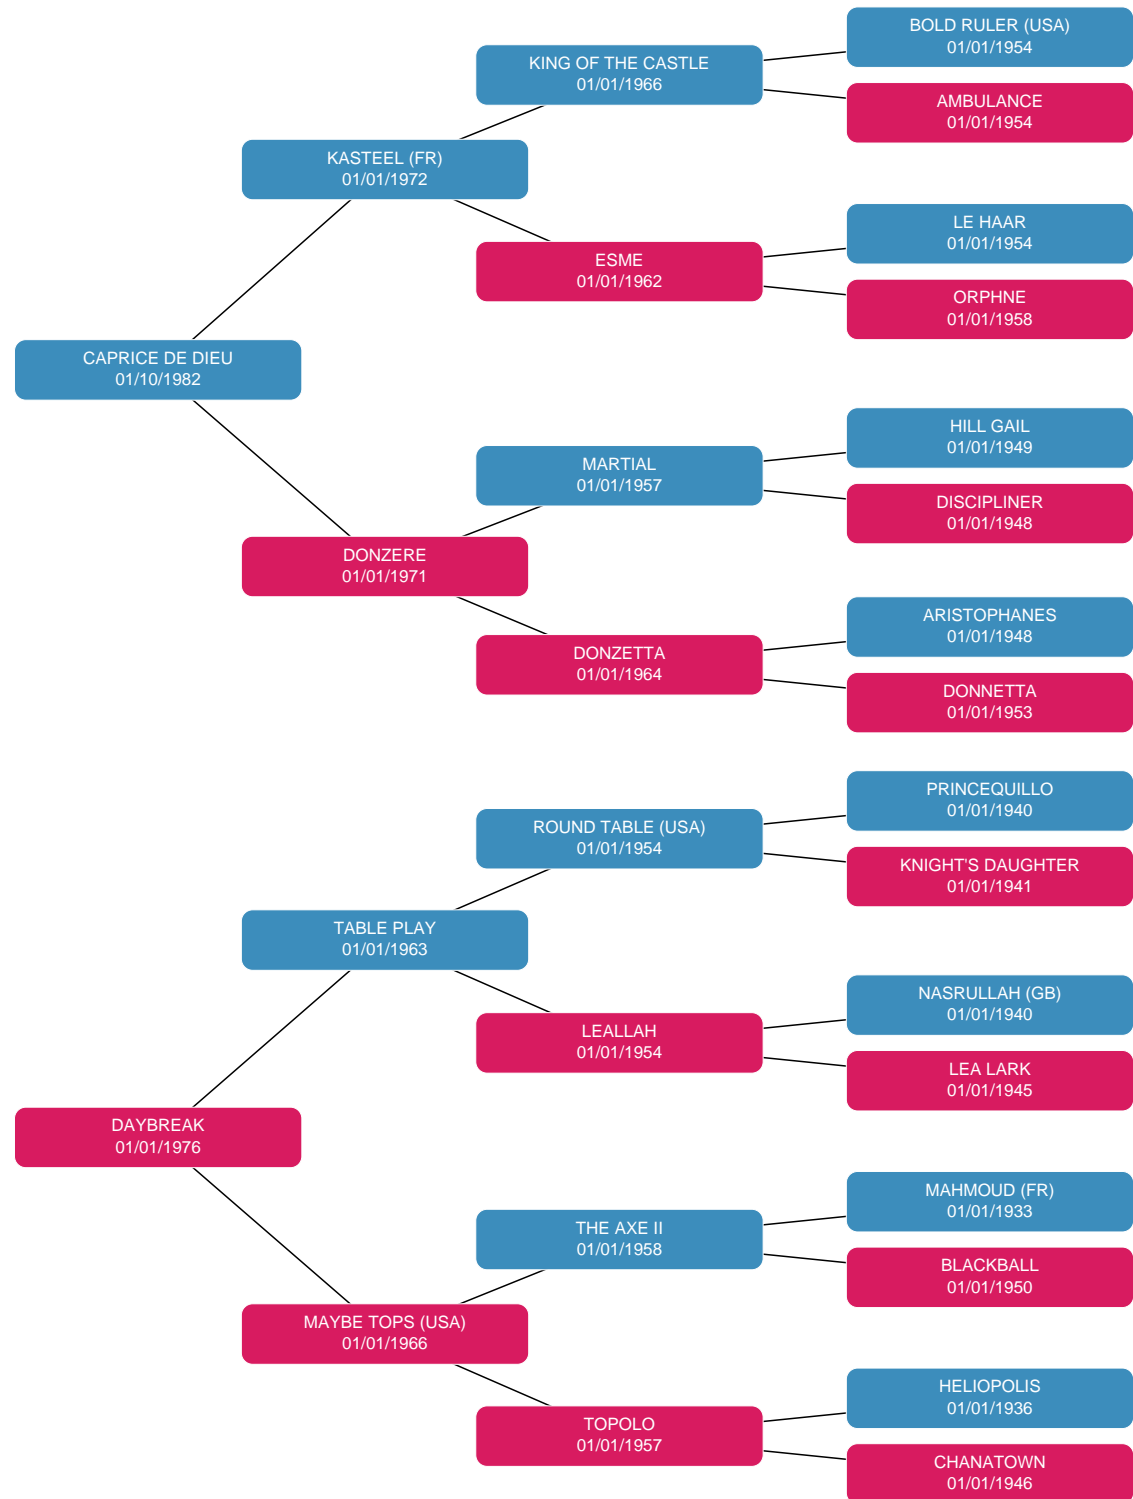 BOLD RULER (USA)
01/01/1954
KING OF THE CASTLE
01/01/1966
AMBULANCE
01/01/1954
KASTEEL (FR)
01/01/1972
LE HAAR
01/01/1954
ESME
01/01/1962
ORPHNE
01/01/1958
CAPRICE DE DIEU
01/10/1982
HILL GAIL
01/01/1949
MARTIAL
01/01/1957
DISCIPLINER
01/01/1948
DONZERE
01/01/1971
ARISTOPHANES
01/01/1948
DONZETTA
01/01/1964
DONNETTA
01/01/1953
PRINCEQUILLO
01/01/1940
ROUND TABLE (USA)
01/01/1954
KNIGHT'S DAUGHTER
01/01/1941
TABLE PLAY
01/01/1963
NASRULLAH (GB)
01/01/1940
LEALLAH
01/01/1954
LEA LARK
01/01/1945
DAYBREAK
01/01/1976
MAHMOUD (FR)
01/01/1933
THE AXE II
01/01/1958
BLACKBALL
01/01/1950
MAYBE TOPS (USA)
01/01/1966
HELIOPOLIS
01/01/1936
TOPOLO
01/01/1957
CHANATOWN
01/01/1946